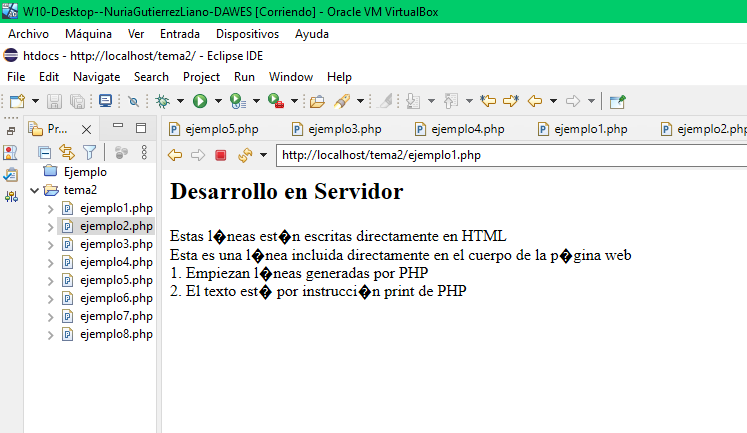 W10-Desktop--NuriaGutierrezLiano-DAWES [Corriendo] - Oracle VM VirtualBox
Archivo Máquina Ver Entrada Dispositivos Ayuda
htdocs - http://localhost/tema2/ - Eclipse IDE
File Edit Navigate Search Project Run Window Help
Pr... ejemplo5.php ejemplo3.php ejemplo4.php ejemplo1.php ejemplo2.php
http://localhost/tema2/ejemplo1.php
Ejemplo
tema2
ejemplo1.php
ejemplo2.php
ejemplo3.php
ejemplo4.php
ejemplo5.php
ejemplo6.php
ejemplo7.php
ejemplo8.php
Desarrollo en Servidor
Estas l�neas est�n escritas directamente en HTML
Esta es una l�nea incluida directamente en el cuerpo de la p�gina web
1. Empiezan l�neas generadas por PHP
2. El texto est� por instrucci�n print de PHP